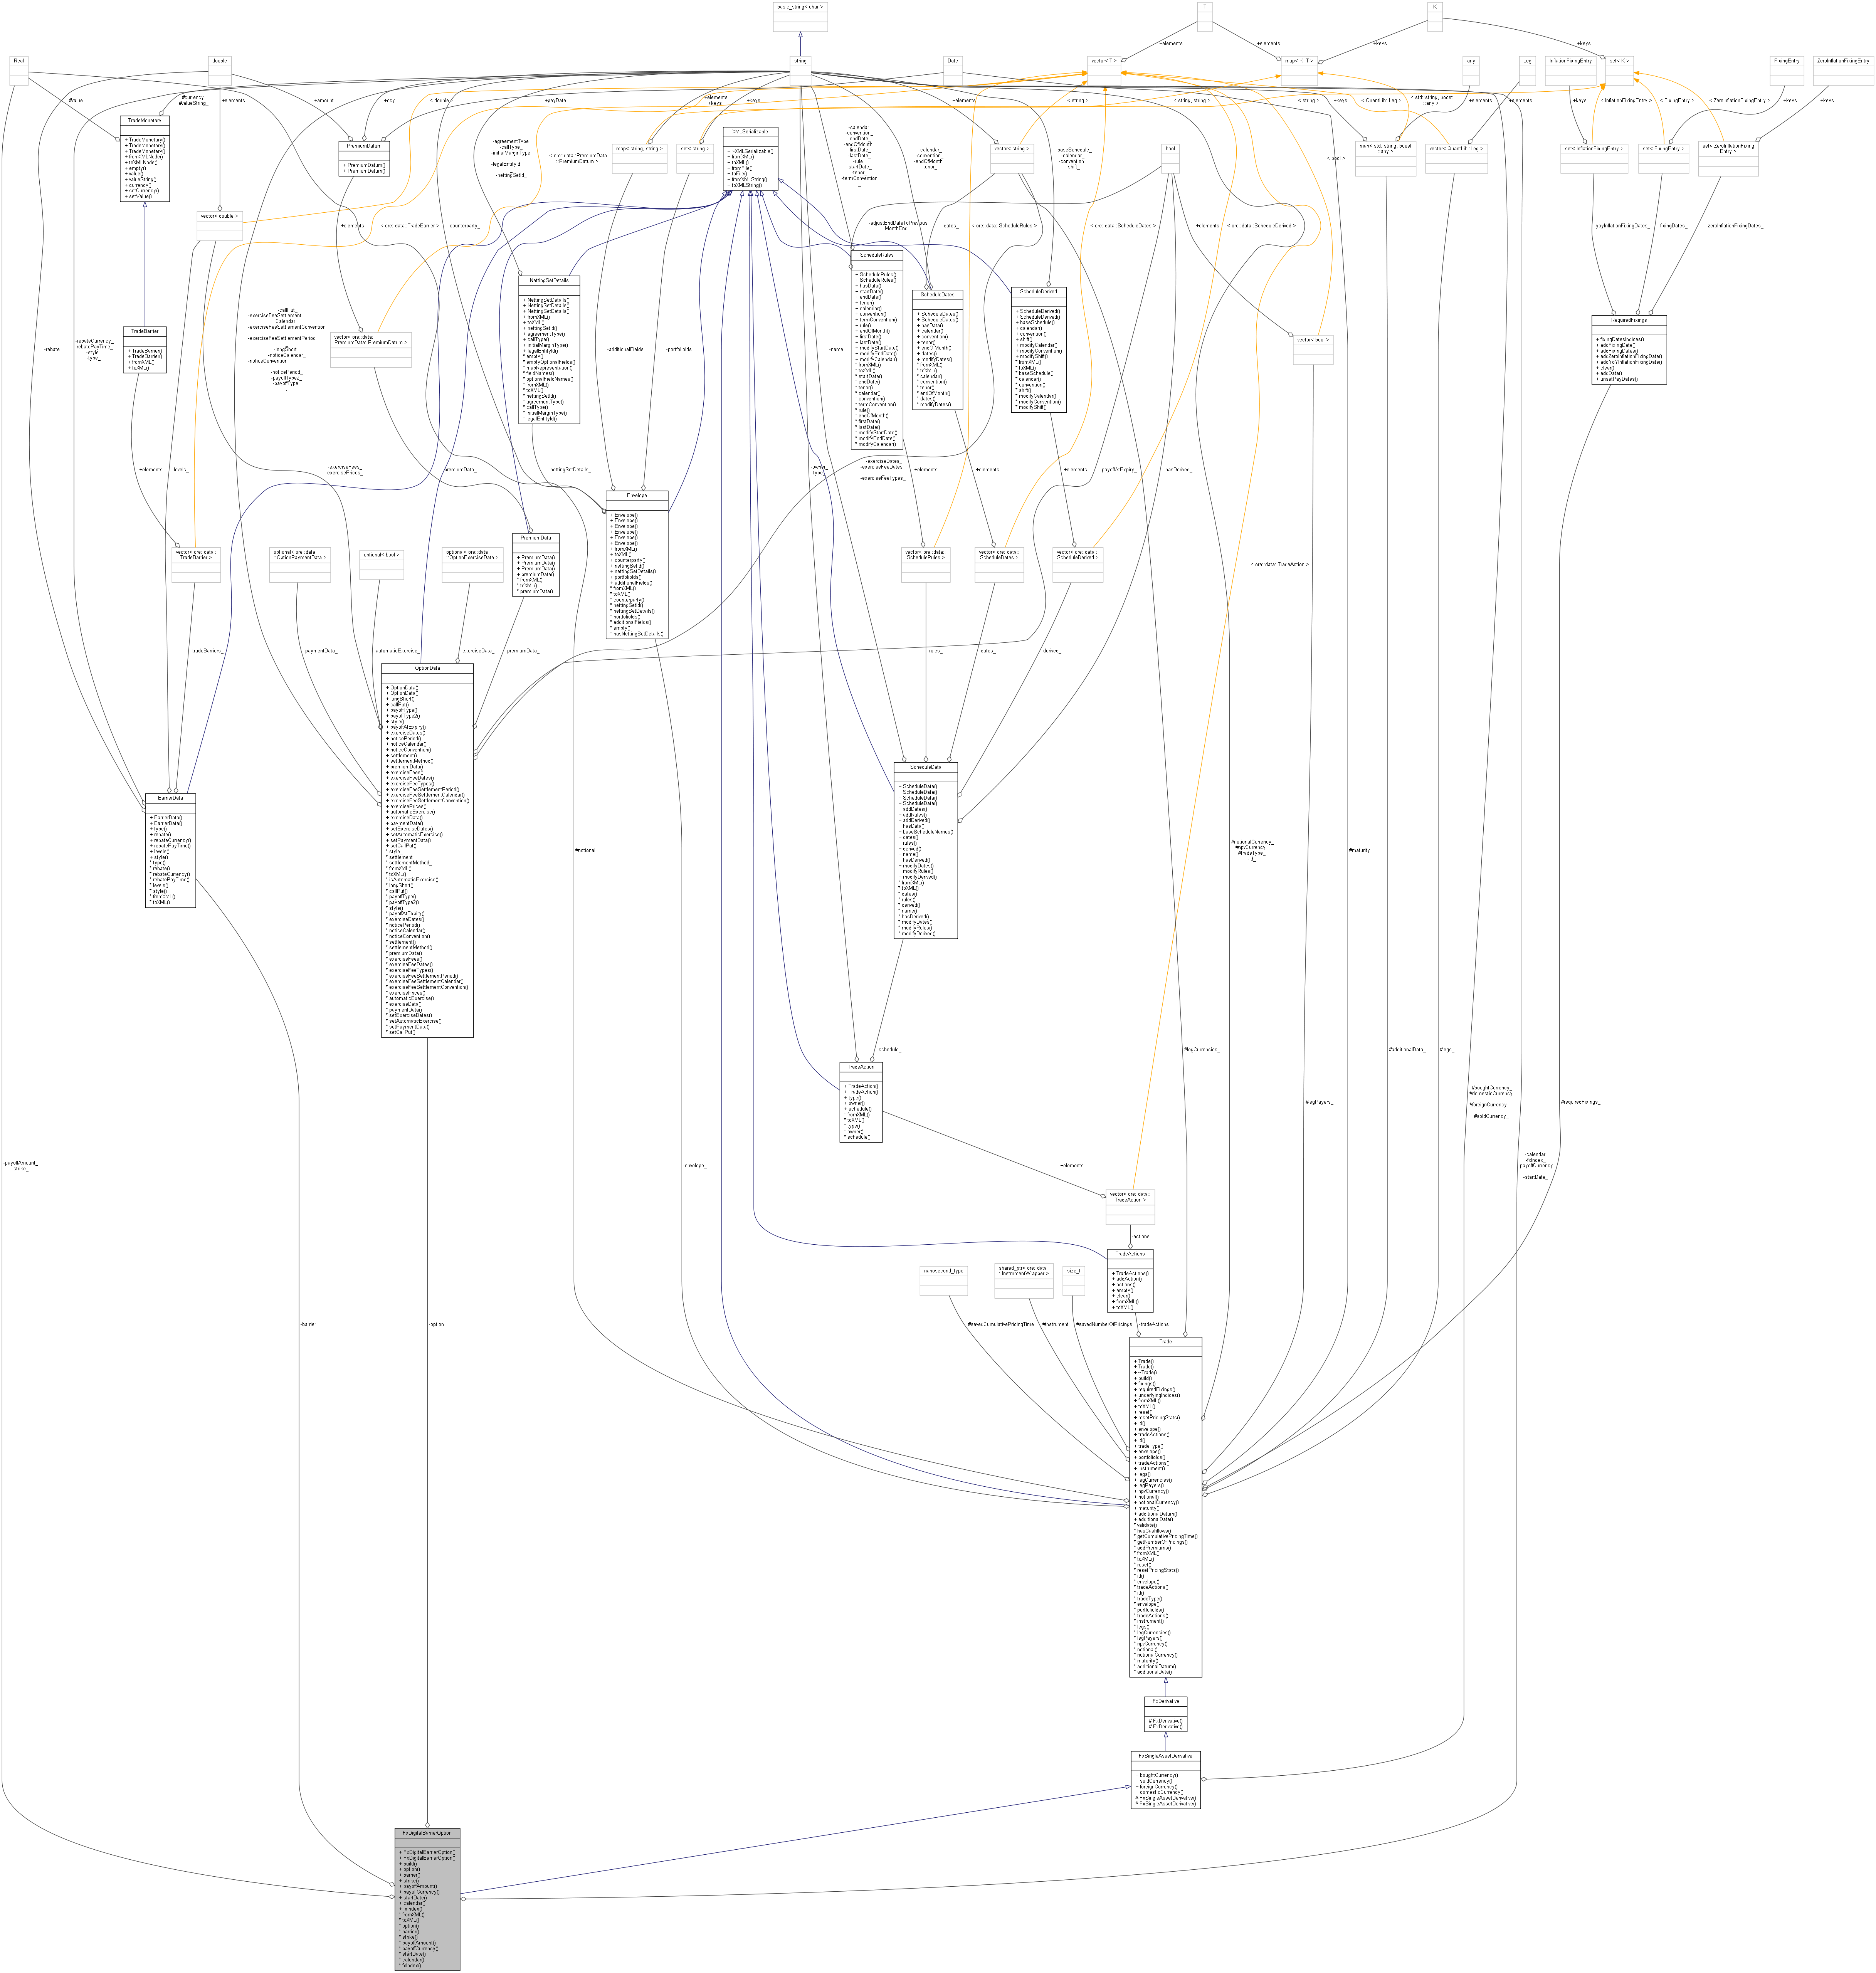 basic_string< char >
T
K
+elements
+elements
+keys
+keys
Real
double
string
Date
vector< T >
map< K, T >
any
Leg
InflationFixingEntry
set< K >
FixingEntry
ZeroInflationFixingEntry
#value_
+elements
#currency_
#valueString_
+amount
+ccy
< double >
+payDate
+elements
+keys
+keys
+elements
< string >
< string, string >
< string >
+keys
< QuantLib::Leg >
< std::string, boost
::any >
+elements
+elements
+keys
< InflationFixingEntry >
< FixingEntry >
+keys
< ZeroInflationFixingEntry >
+keys
TradeMonetary
+ TradeMonetary()
+ TradeMonetary()
+ TradeMonetary()
+ fromXMLNode()
+ toXMLNode()
+ empty()
+ value()
+ valueString()
+ currency()
+ setCurrency()
+ setValue()
PremiumDatum
+ PremiumDatum()
+ PremiumDatum()
-agreementType_
-callType_
-initialMarginType
_
-legalEntityId
_
-nettingSetId_
< ore::data::PremiumData
::PremiumDatum >
map< string, string >
set< string >
XMLSerializable
+ ~XMLSerializable()
+ fromXML()
+ toXML()
+ fromFile()
+ toFile()
+ fromXMLString()
+ toXMLString()
-calendar_
-convention_
-endDate_
-endOfMonth_
-firstDate_
-lastDate_
-rule_
-startDate_
-tenor_
-termConvention
_
-calendar_
-convention_
-endOfMonth_
-tenor_
vector< string >
-baseSchedule_
-calendar_
-convention_
-shift_
bool
< bool >
map< std::string, boost
::any >
vector< QuantLib::Leg >
set< InflationFixingEntry >
set< FixingEntry >
set< ZeroInflationFixing
Entry >
vector< double >
+elements
< ore::data::TradeBarrier >
-counterparty_
-adjustEndDateToPrevious
MonthEnd_
-dates_
< ore::data::ScheduleRules >
< ore::data::ScheduleDates >
+elements
< ore::data::ScheduleDerived >
-yoyInflationFixingDates_
-fixingDates_
-zeroInflationFixingDates_
NettingSetDetails
+ NettingSetDetails()
+ NettingSetDetails()
+ NettingSetDetails()
+ fromXML()
+ toXML()
+ nettingSetId()
+ agreementType()
+ callType()
+ initialMarginType()
+ legalEntityId()
* empty()
* emptyOptionalFields()
* mapRepresentation()
* fieldNames()
* optionalFieldNames()
* fromXML()
* toXML()
* nettingSetId()
* agreementType()
* callType()
* initialMarginType()
* legalEntityId()
ScheduleRules
+ ScheduleRules()
+ ScheduleRules()
+ hasData()
+ startDate()
+ endDate()
+ tenor()
+ calendar()
+ convention()
+ termConvention()
+ rule()
+ endOfMonth()
+ firstDate()
+ lastDate()
+ modifyStartDate()
+ modifyEndDate()
+ modifyCalendar()
* fromXML()
* toXML()
* startDate()
* endDate()
* tenor()
* calendar()
* convention()
* termConvention()
* rule()
* endOfMonth()
* firstDate()
* lastDate()
* modifyStartDate()
* modifyEndDate()
* modifyCalendar()
ScheduleDates
+ ScheduleDates()
+ ScheduleDates()
+ hasData()
+ calendar()
+ convention()
+ tenor()
+ endOfMonth()
+ dates()
+ modifyDates()
* fromXML()
* toXML()
* calendar()
* convention()
* tenor()
* endOfMonth()
* dates()
* modifyDates()
ScheduleDerived
+ ScheduleDerived()
+ ScheduleDerived()
+ baseSchedule()
+ calendar()
+ convention()
+ shift()
+ modifyCalendar()
+ modifyConvention()
+ modifyShift()
* fromXML()
* toXML()
* baseSchedule()
* calendar()
* convention()
* shift()
* modifyCalendar()
* modifyConvention()
* modifyShift()
RequiredFixings
+ fixingDatesIndices()
+ addFixingDate()
+ addFixingDates()
+ addZeroInflationFixingDate()
+ addYoYInflationFixingDate()
+ clear()
+ addData()
+ unsetPayDates()
TradeBarrier
+ TradeBarrier()
+ TradeBarrier()
+ fromXML()
+ toXML()
-rebate_
-rebateCurrency_
-rebatePayTime_
-style_
-type_
-callPut_
-exerciseFeeSettlement
Calendar_
-exerciseFeeSettlementConvention
_
-exerciseFeeSettlementPeriod
_
-longShort_
-noticeCalendar_
-noticeConvention
_
-noticePeriod_
-payoffType2_
-payoffType_
vector< ore::data::
PremiumData::PremiumDatum >
-additionalFields_
-portfolioIds_
-name_
vector< bool >
+elements
-levels_
-exerciseFees_
-exercisePrices_
-premiumData_
-nettingSetDetails_
-owner_
-type_
-exerciseDates_
-exerciseFeeDates
_
-exerciseFeeTypes_
+elements
+elements
+elements
-payoffAtExpiry_
-hasDerived_
Envelope
+ Envelope()
+ Envelope()
+ Envelope()
+ Envelope()
+ Envelope()
+ Envelope()
+ fromXML()
+ toXML()
+ counterparty()
+ nettingSetId()
+ nettingSetDetails()
+ portfolioIds()
+ additionalFields()
* fromXML()
* toXML()
* counterparty()
* nettingSetId()
* nettingSetDetails()
* portfolioIds()
* additionalFields()
* empty()
* hasNettingSetDetails()
vector< ore::data::
TradeBarrier >
optional< ore::data
::OptionPaymentData >
optional< bool >
optional< ore::data
::OptionExerciseData >
PremiumData
+ PremiumData()
+ PremiumData()
+ PremiumData()
+ premiumData()
* fromXML()
* toXML()
* premiumData()
vector< ore::data::
ScheduleRules >
vector< ore::data::
ScheduleDates >
vector< ore::data::
ScheduleDerived >
< ore::data::TradeAction >
-tradeBarriers_
-paymentData_
-automaticExercise_
-exerciseData_
-premiumData_
-rules_
-dates_
-derived_
OptionData
+ OptionData()
+ OptionData()
+ longShort()
+ callPut()
+ payoffType()
+ payoffType2()
+ style()
+ payoffAtExpiry()
+ exerciseDates()
+ noticePeriod()
+ noticeCalendar()
+ noticeConvention()
+ settlement()
+ settlementMethod()
+ premiumData()
+ exerciseFees()
+ exerciseFeeDates()
+ exerciseFeeTypes()
+ exerciseFeeSettlementPeriod()
+ exerciseFeeSettlementCalendar()
+ exerciseFeeSettlementConvention()
+ exercisePrices()
+ automaticExercise()
+ exerciseData()
+ paymentData()
+ setExerciseDates()
+ setAutomaticExercise()
+ setPaymentData()
+ setCallPut()
* style_
* settlement_
* settlementMethod_
* fromXML()
* toXML()
* isAutomaticExercise()
* longShort()
* callPut()
* payoffType()
* payoffType2()
* style()
* payoffAtExpiry()
* exerciseDates()
* noticePeriod()
* noticeCalendar()
* noticeConvention()
* settlement()
* settlementMethod()
* premiumData()
* exerciseFees()
* exerciseFeeDates()
* exerciseFeeTypes()
* exerciseFeeSettlementPeriod()
* exerciseFeeSettlementCalendar()
* exerciseFeeSettlementConvention()
* exercisePrices()
* automaticExercise()
* exerciseData()
* paymentData()
* setExerciseDates()
* setAutomaticExercise()
* setPaymentData()
* setCallPut()
BarrierData
+ BarrierData()
+ BarrierData()
+ type()
+ rebate()
+ rebateCurrency()
+ rebatePayTime()
+ levels()
+ style()
* type()
* rebate()
* rebateCurrency()
* rebatePayTime()
* levels()
* style()
* fromXML()
* toXML()
ScheduleData
+ ScheduleData()
+ ScheduleData()
+ ScheduleData()
+ ScheduleData()
+ addDates()
+ addRules()
+ addDerived()
+ hasData()
+ baseScheduleNames()
+ dates()
+ rules()
+ derived()
+ name()
+ hasDerived()
+ modifyDates()
+ modifyRules()
+ modifyDerived()
* fromXML()
* toXML()
* dates()
* rules()
* derived()
* name()
* hasDerived()
* modifyDates()
* modifyRules()
* modifyDerived()
#notional_
#notionalCurrency_
#npvCurrency_
#tradeType_
-id_
#maturity_
-schedule_
#legCurrencies_
#additionalData_
#legs_
TradeAction
+ TradeAction()
+ TradeAction()
+ type()
+ owner()
+ schedule()
* fromXML()
* toXML()
* type()
* owner()
* schedule()
#legPayers_
#boughtCurrency_
#domesticCurrency
_
#foreignCurrency
_
#soldCurrency_
#requiredFixings_
-payoffAmount_
-strike_
-envelope_
+elements
-calendar_
-fxIndex_
-payoffCurrency
_
-startDate_
vector< ore::data::
TradeAction >
-actions_
TradeActions
+ TradeActions()
+ addAction()
+ actions()
+ empty()
+ clear()
+ fromXML()
+ toXML()
nanosecond_type
shared_ptr< ore::data
::InstrumentWrapper >
size_t
-barrier_
-option_
#savedCumulativePricingTime_
#instrument_
#savedNumberOfPricings_
-tradeActions_
Trade
+ Trade()
+ Trade()
+ ~Trade()
+ build()
+ fixings()
+ requiredFixings()
+ underlyingIndices()
+ fromXML()
+ toXML()
+ reset()
+ resetPricingStats()
+ id()
+ envelope()
+ tradeActions()
+ id()
+ tradeType()
+ envelope()
+ portfolioIds()
+ tradeActions()
+ instrument()
+ legs()
+ legCurrencies()
+ legPayers()
+ npvCurrency()
+ notional()
+ notionalCurrency()
+ maturity()
+ additionalDatum()
+ additionalData()
* validate()
* hasCashflows()
* getCumulativePricingTime()
* getNumberOfPricings()
* addPremiums()
* fromXML()
* toXML()
* reset()
* resetPricingStats()
* id()
* envelope()
* tradeActions()
* id()
* tradeType()
* envelope()
* portfolioIds()
* tradeActions()
* instrument()
* legs()
* legCurrencies()
* legPayers()
* npvCurrency()
* notional()
* notionalCurrency()
* maturity()
* additionalDatum()
* additionalData()
FxDerivative
# FxDerivative()
# FxDerivative()
FxSingleAssetDerivative
+ boughtCurrency()
+ soldCurrency()
+ foreignCurrency()
+ domesticCurrency()
# FxSingleAssetDerivative()
# FxSingleAssetDerivative()
FxDigitalBarrierOption
+ FxDigitalBarrierOption()
+ FxDigitalBarrierOption()
+ build()
+ option()
+ barrier()
+ strike()
+ payoffAmount()
+ payoffCurrency()
+ startDate()
+ calendar()
+ fxIndex()
* fromXML()
* toXML()
* option()
* barrier()
* strike()
* payoffAmount()
* payoffCurrency()
* startDate()
* calendar()
* fxIndex()